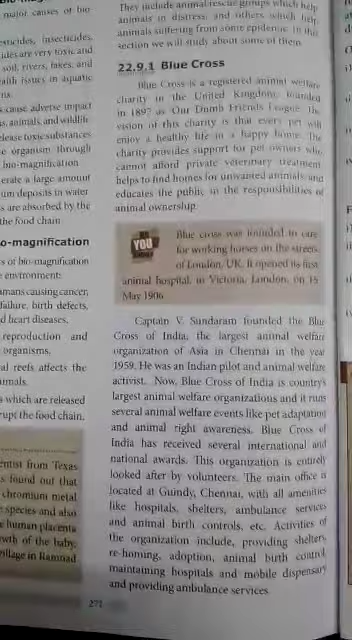 major causes of bio
esticides, insecticides,
ides are very toxic and
soil, rivers, lakes, and
alth issues in aquatic
ns.
s cause adverse impact
s, animals, and wildlife
elease toxic substances
e organism through
bio-magnification
erate a large amount
um deposits in water
s are absorbed by the
the food chain.
o-magnification
s of bio-magnification
e environment:
mans causing cancer,
failure, birth defects,
d heart diseases.
reproduction and
organisms.
al reefs affects the
imals.
s which are released
rupt the food chain.
entist from Texas
s found out that
chromium metal
e species and also
e human placenta
wth of the baby.
village in Ramnad
They include animal rescue groups which help
animals in distress, and others which help
animals suffering from some epidemic. In this
section we will study about some of them.
22.9.1 Blue Cross
Blue Cross is a registered animal welfare
charity in the United Kingdom, founded
in 1897 as 'Our Dumb Friends League'. The
vision of this charity is that every pet will
enjoy a healthy life in a happy home. The
charity provides support for pet owners who
cannot afford private veterinary treatment,
helps to find homes for unwanted animals, and
educates the public in the responsibilities of
animal ownership.
YOU
Blue cross was founded to care
for working horses on the streets
of London, UK. It opened its first
animal hospital, in Victoria, London, on 15
May 1906.
Captain V. Sundaram founded the Blue
Cross of India, the largest animal welfare
organization of Asia in Chennai in the year
1959. He was an Indian pilot and animal welfare
activist. Now, Blue Cross of India is country's
largest animal welfare organizations and it runs
several animal welfare events like pet adaptation
and animal right awareness. Blue Cross of
India has received several international and
national awards. This organization is entirely
looked after by volunteers. The main office is
located at Guindy, Chennai, with all amenities
like hospitals, shelters, ambulance services
and animal birth controls, etc. Activities of
the organization include, providing shelters,
re-homing, adoption, animal birth control,
maintaining hospitals and mobile dispensary
and providing ambulance services.
271